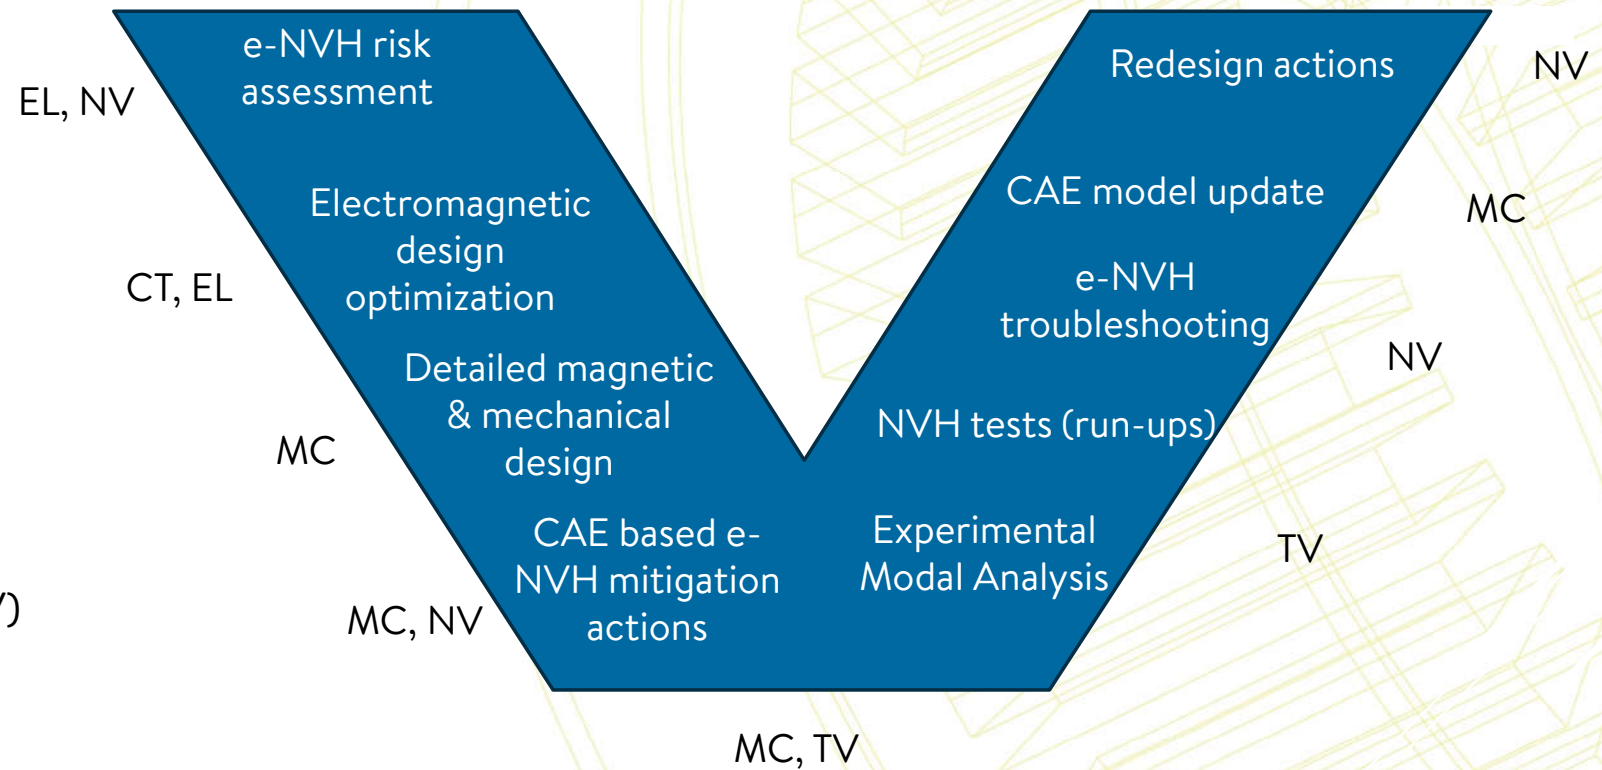 EL, NV
e-NVH risk
assessment
CT, EL
Electromagnetic
design
optimization
MC
Detailed magnetic
& mechanical
design
MC, NV
CAE based e-
NVH mitigation
actions
MC, TV
Redesign actions
NV
CAE model update
MC
e-NVH
troubleshooting
NV
NVH tests (run-ups)
Experimental
Modal Analysis
TV